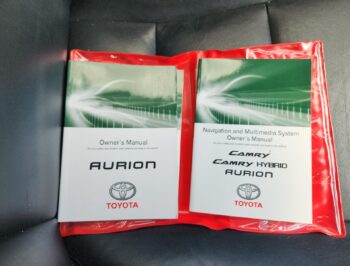 Owner's Manual
AURION
TOYOTA
Navigation and Multimedia System
Owner's Manual
CAMRY
CAMRY HYBRID
AURION
TOYOTA